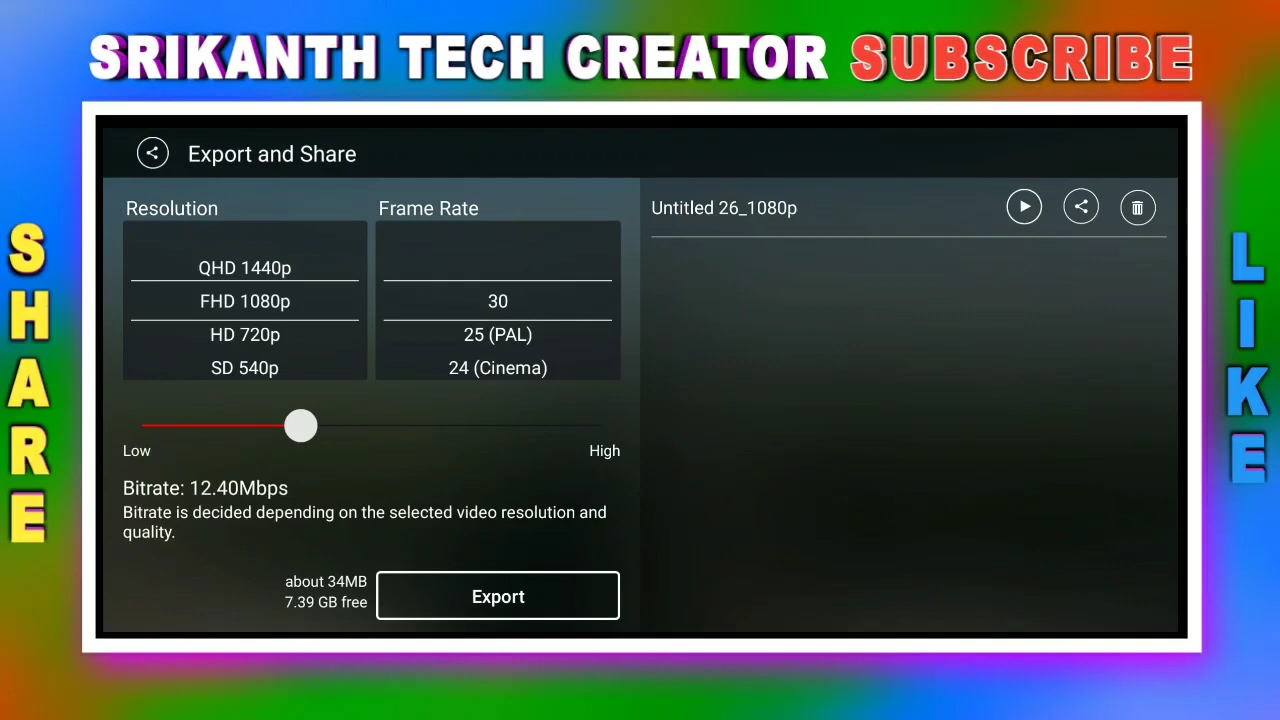 SRIKANTH TECH CREATOR SUBSCRIBE
Export and Share
Resolution
QHD 1440p
FHD 1080p
HD 720p
SD 540p
Frame Rate
30
25 (PAL)
24 (Cinema)
Low
High
Bitrate: 12.40Mbps
Bitrate is decided depending on the selected video resolution and
quality.
about 34MB
7.39 GB free
Export
Untitled 26_1080p
SHARE
LIKE